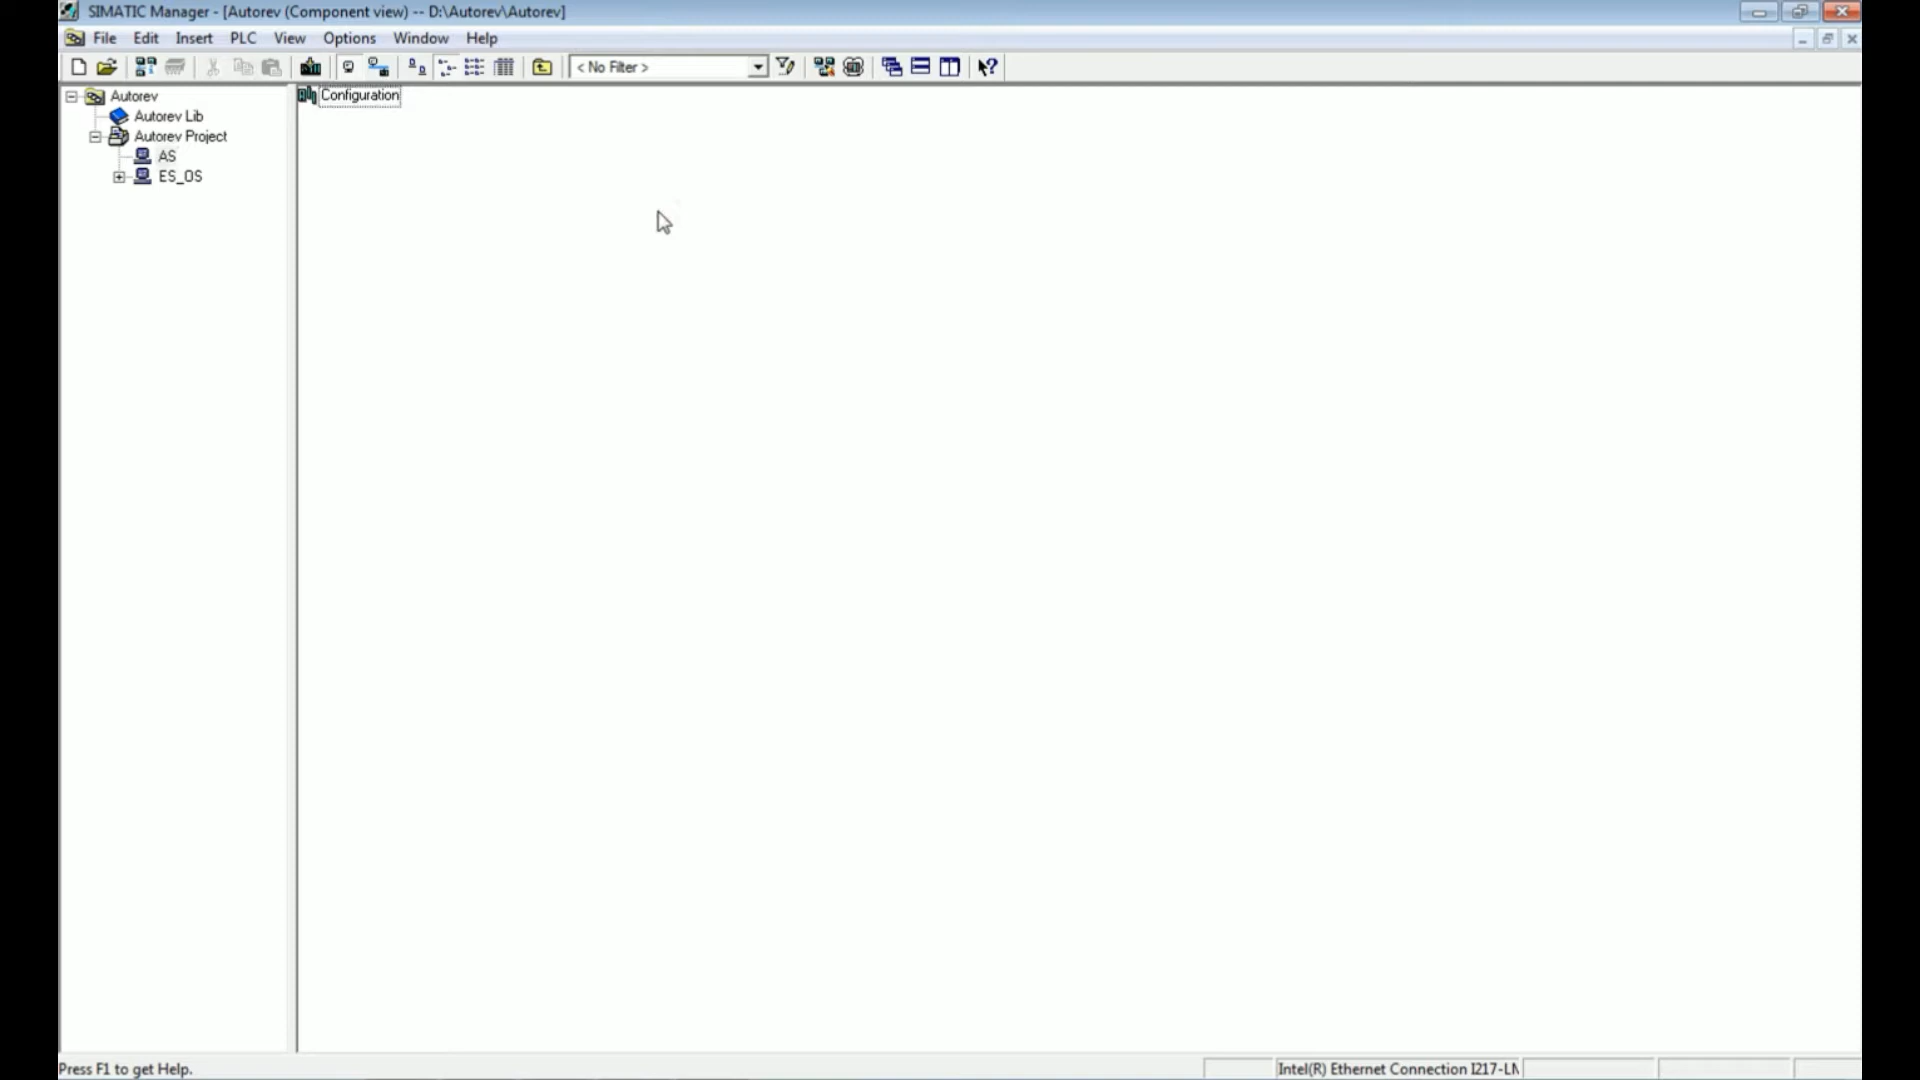 SIMATIC Manager - [Autorev (Component view) -- D:\Autorev\Autorev]
File Edit Insert PLC View Options Window Help
< No Filter >
Autorev
Autorev Lib
Autorev Project
AS
ES_OS
Configuration
Press F1 to get Help.
Intel(R) Ethernet Connection I217-LM